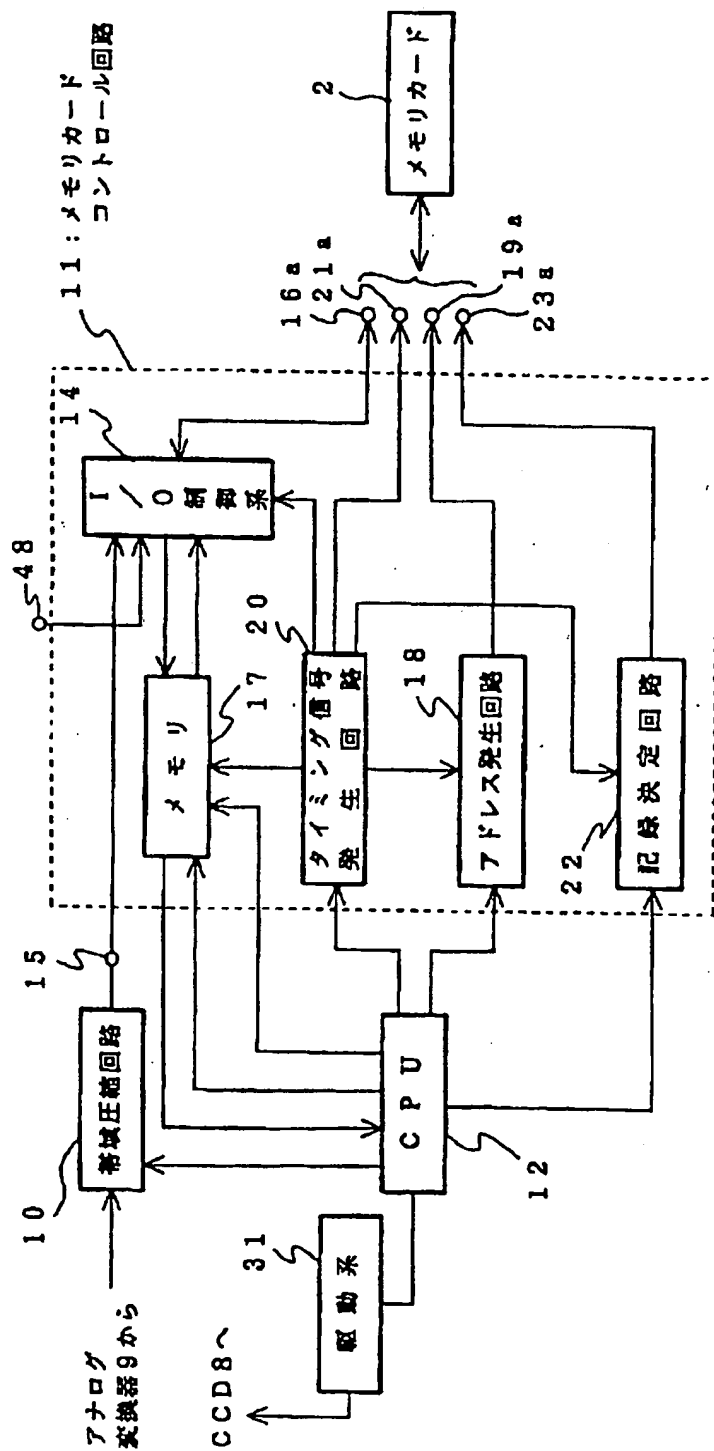 11：メモリカード
コントロール回路
アナログ
変換器9から
10
帯域圧縮回路
15
48
14
I／O制御系
16a
21a
19a
23a
2
メモリカード
17
メモリ
20
タイミング信号
発生回路
18
アドレス発生回路
22
記録決定回路
CPU
12
31
駆動系
CCD8へ